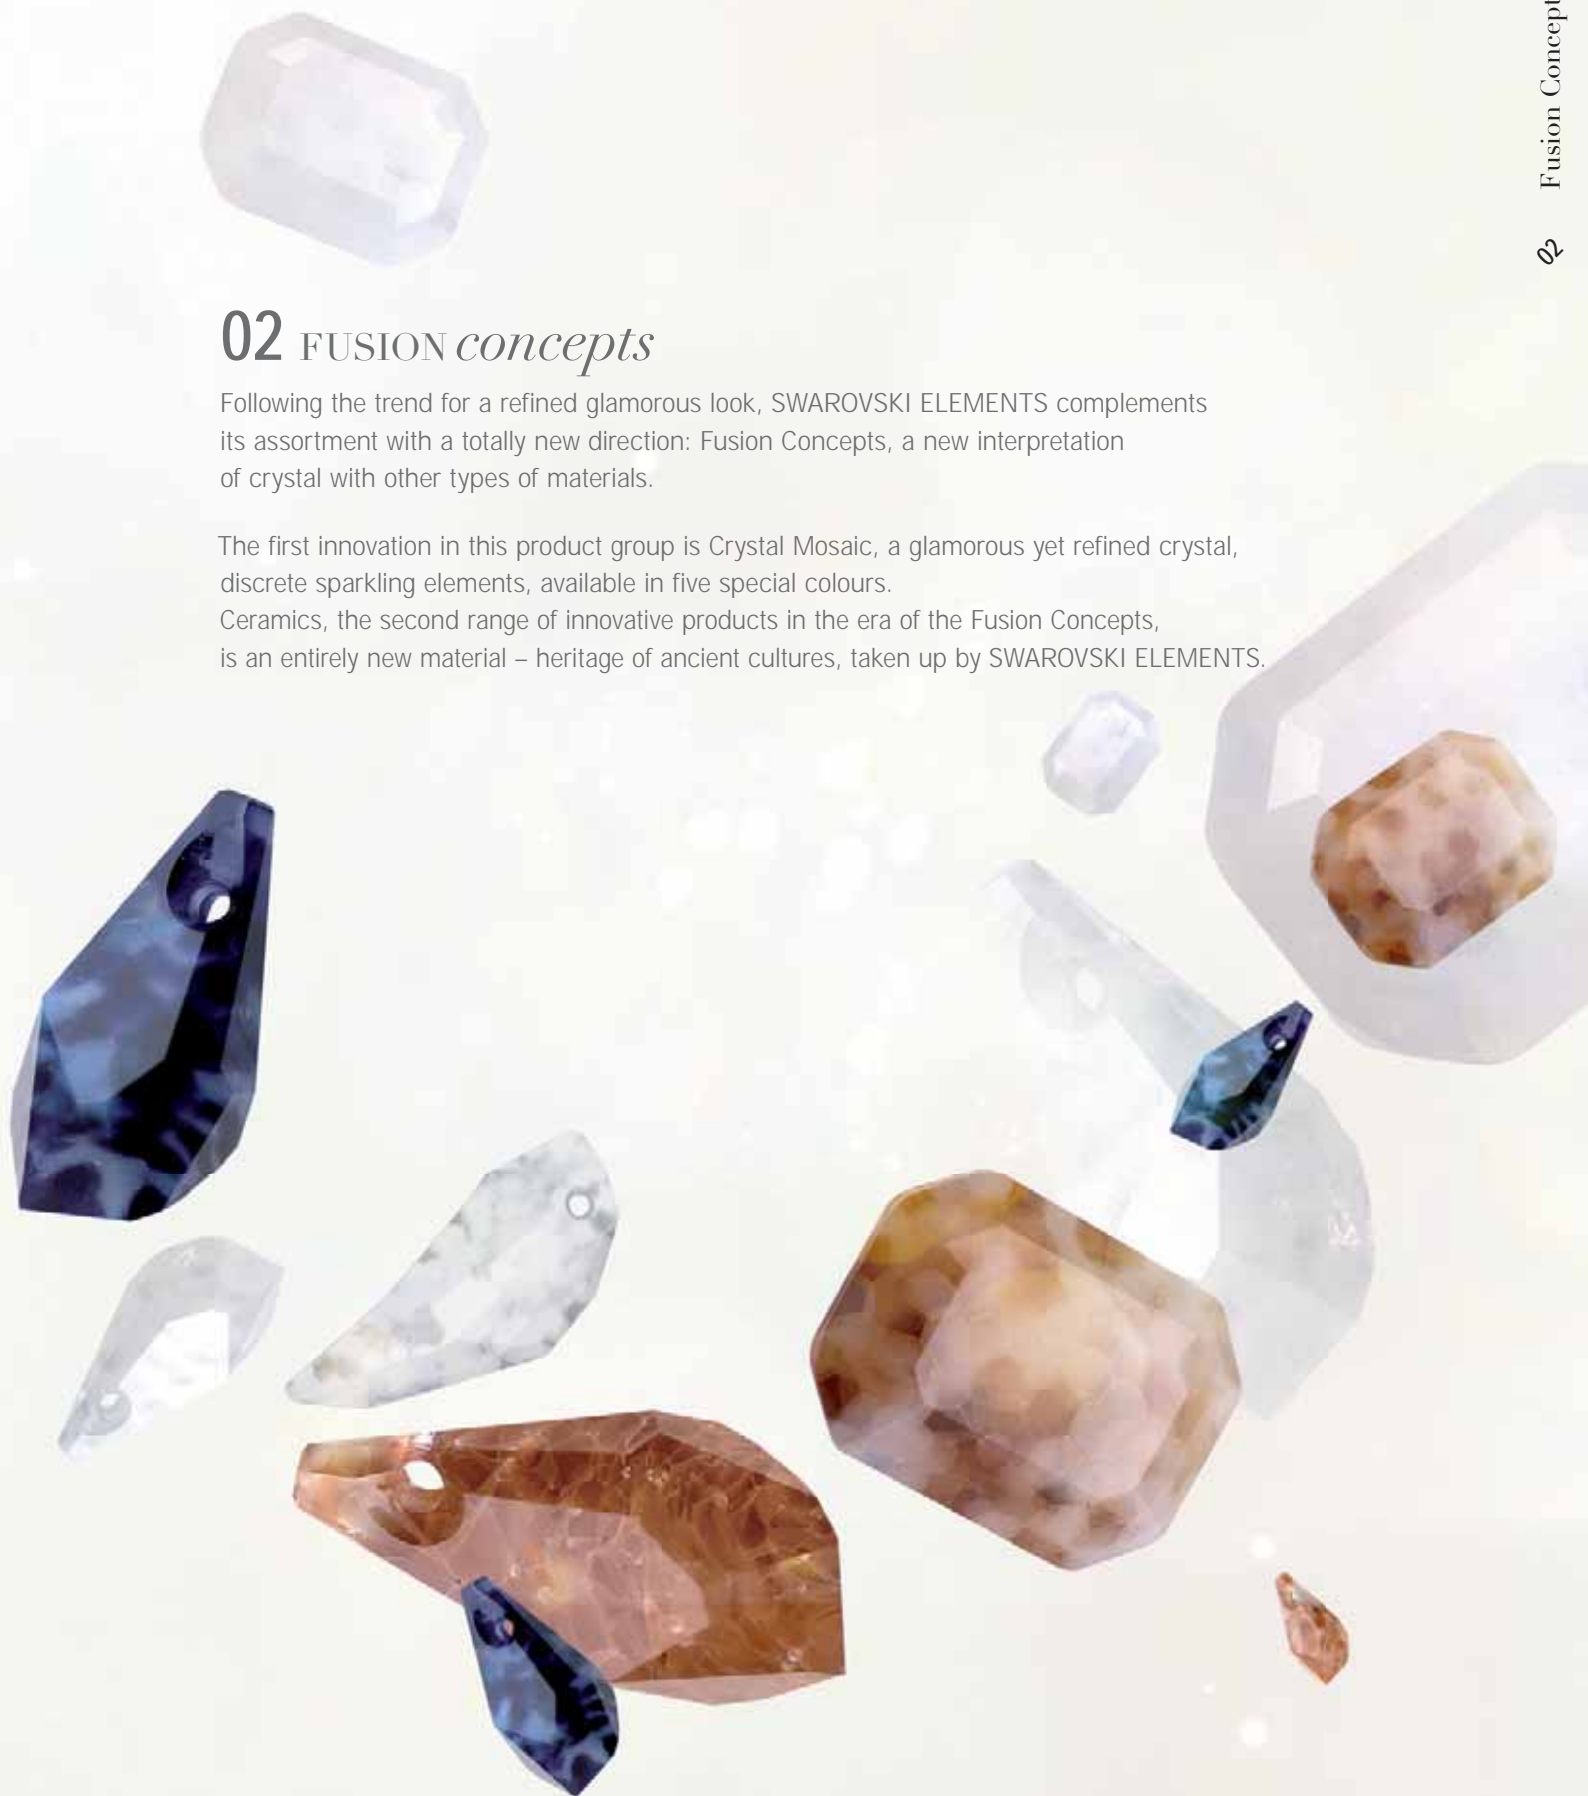 Fusion Concept
02
02 FUSION concepts
Following the trend for a refined glamorous look, SWAROVSKI ELEMENTS complements
its assortment with a totally new direction: Fusion Concepts, a new interpretation
of crystal with other types of materials.
The first innovation in this product group is Crystal Mosaic, a glamorous yet refined crystal,
discrete sparkling elements, available in five special colours.
Ceramics, the second range of innovative products in the era of the Fusion Concepts,
is an entirely new material – heritage of ancient cultures, taken up by SWAROVSKI ELEMENTS.